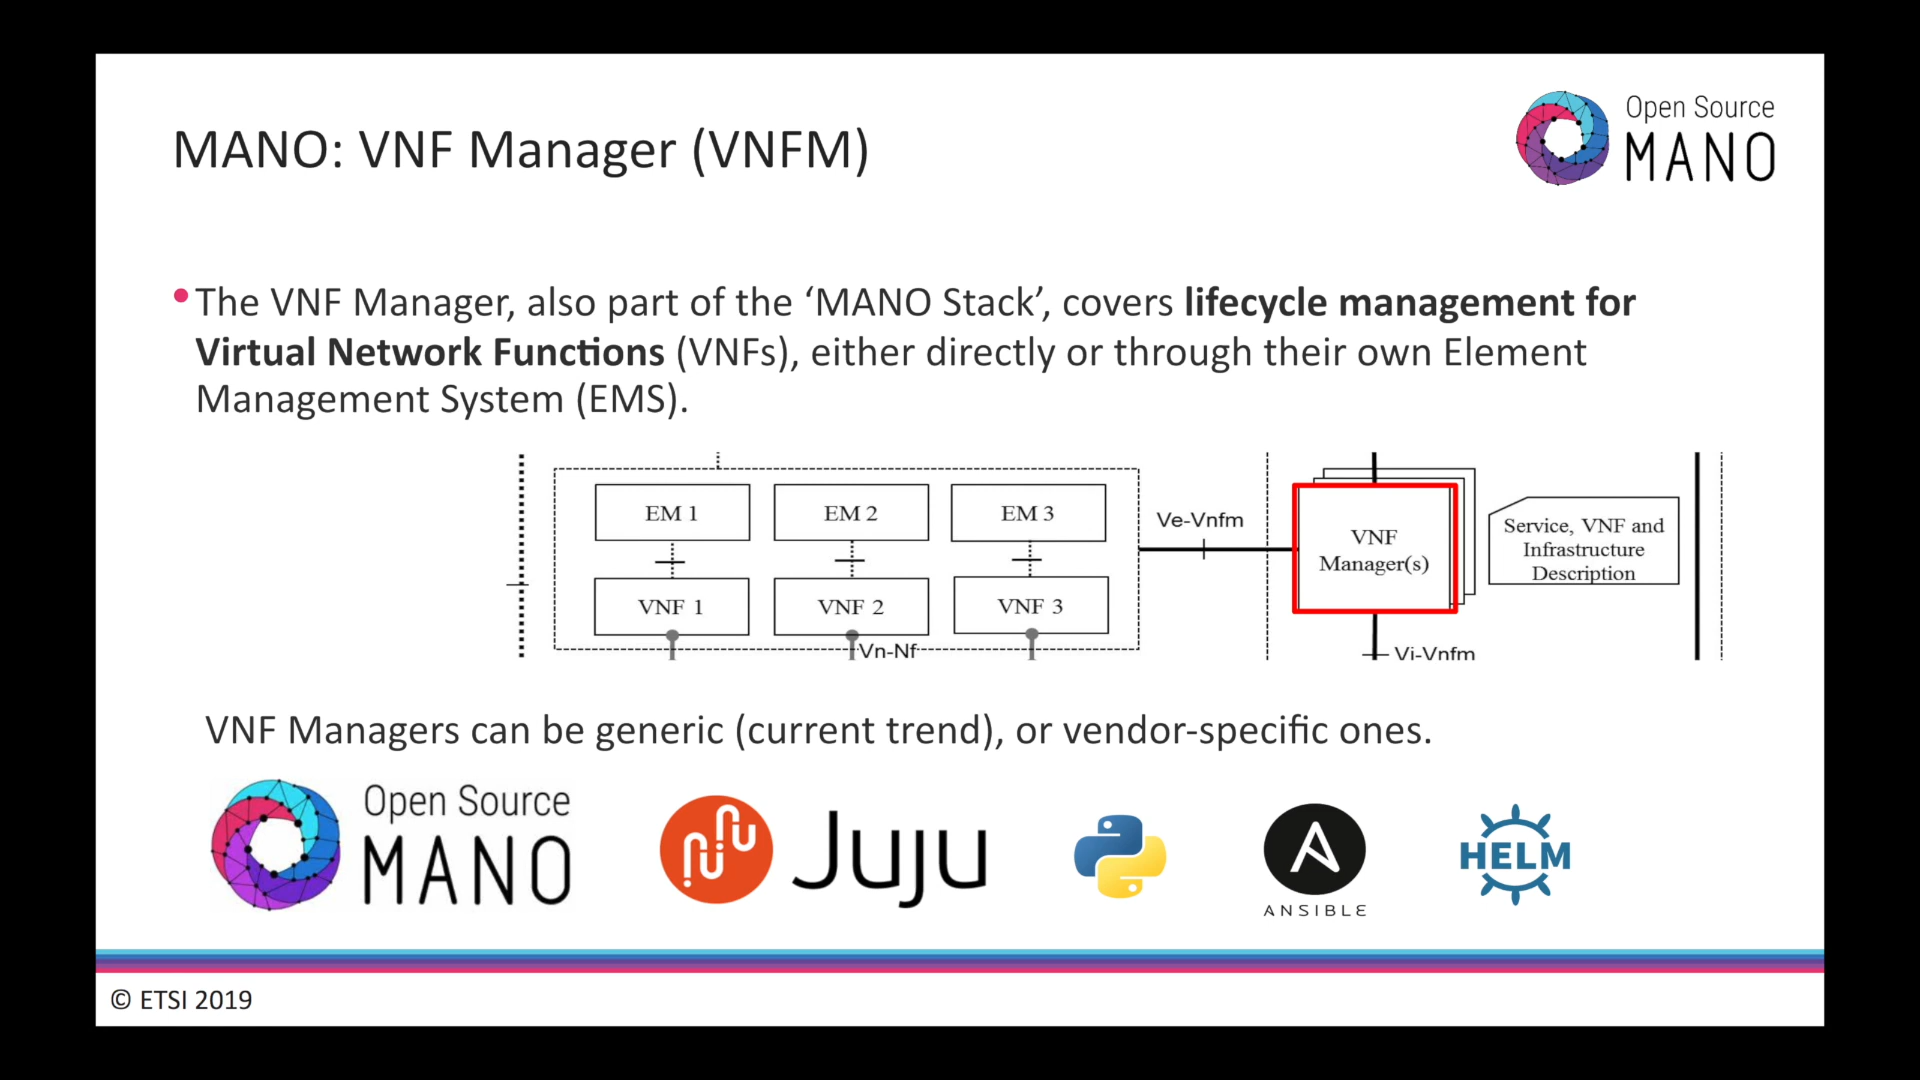 Open Source
MANO
MANO: VNF Manager (VNFM)
•The VNF Manager, also part of the ‘MANO Stack’, covers lifecycle management for
Virtual Network Functions (VNFs), either directly or through their own Element
Management System (EMS).
EM 1
EM 2
EM 3
Ve-Vnfm
VNF
Manager(s)
Service, VNF and
Infrastructure
Description
VNF 1
VNF 2
VNF 3
Vn-Nf
Vi-Vnfm
VNF Managers can be generic (current trend), or vendor-specific ones.
Open Source
MANO
Juju
ANSIBLE
HELM
© ETSI 2019